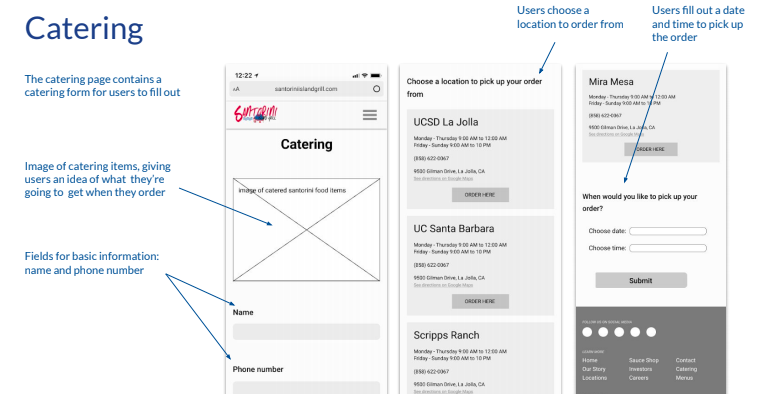 Catering
The catering page contains a
catering form for users to fill out
Image of catering items, giving
users an idea of what they're
going to get when they order
Fields for basic information:
name and phone number
12:22
AA
santoriniislandgrill.com
SANTORINI
Catering
image of catered santorini food items
Name
Phone number
Users choose a
location to order from
Choose a location to pick up your order
from
UCSD La Jolla
Monday - Thursday 9:00 AM to 12:00 AM
Friday - Sunday 9:00 AM to 10 PM
(858) 622-0067
9500 Gilman Drive, La Jolla, CA
See directions on Google Maps
ORDER HERE
UC Santa Barbara
Monday - Thursday 9:00 AM to 12:00 AM
Friday - Sunday 9:00 AM to 10 PM
(858) 622-0067
9500 Gilman Drive, La Jolla, CA
See directions on Google Maps
ORDER HERE
Scripps Ranch
Monday - Thursday 9:00 AM to 12:00 AM
Friday - Sunday 9:00 AM to 10 PM
(858) 622-0067
9500 Gilman Drive, La Jolla, CA
See directions on Google Maps
Users fill out a date
and time to pick up
the order
Mira Mesa
Monday - Thursday 9:00 AM to 12:00 AM
Friday - Sunday 9:00 AM to 10 PM
(858) 622-0067
9500 Gilman Drive, La Jolla, CA
See directions on Google Maps
ORDER HERE
When would you like to pick up your
order?
Choose date:
Choose time:
Submit
FOLLOW US ON SOCIAL MEDIA
LEARN MORE
Home Sauce Shop Contact
Our Story Investors Catering
Locations Careers Menus